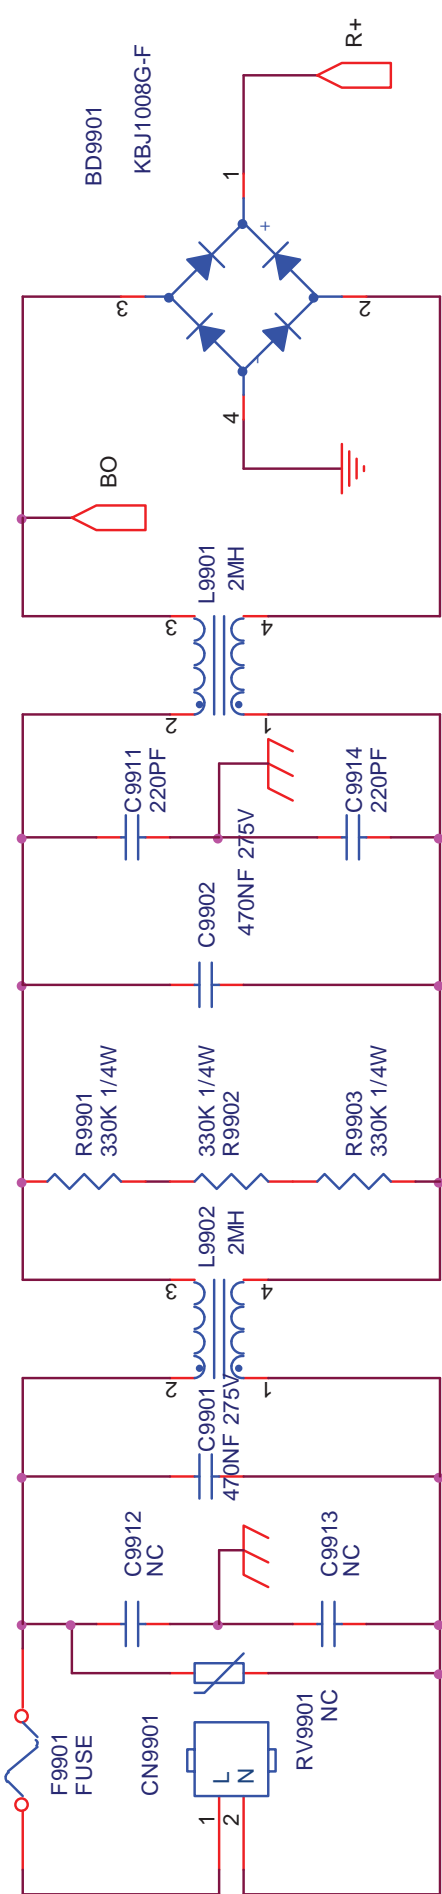 F9901
FUSE
CN9901
1
2
L
N
RV9901
NC
C9912
NC
C9913
NC
C9901
470NF 275V
2
3
1
4
L9902
2MH
R9901
330K 1/4W
330K 1/4W
R9902
R9903
330K 1/4W
C9902
470NF 275V
C9911
220PF
C9914
220PF
2
3
1
4
L9901
2MH
BO
3
4
2
1
-
+
BD9901
KBJ1008G-F
R+